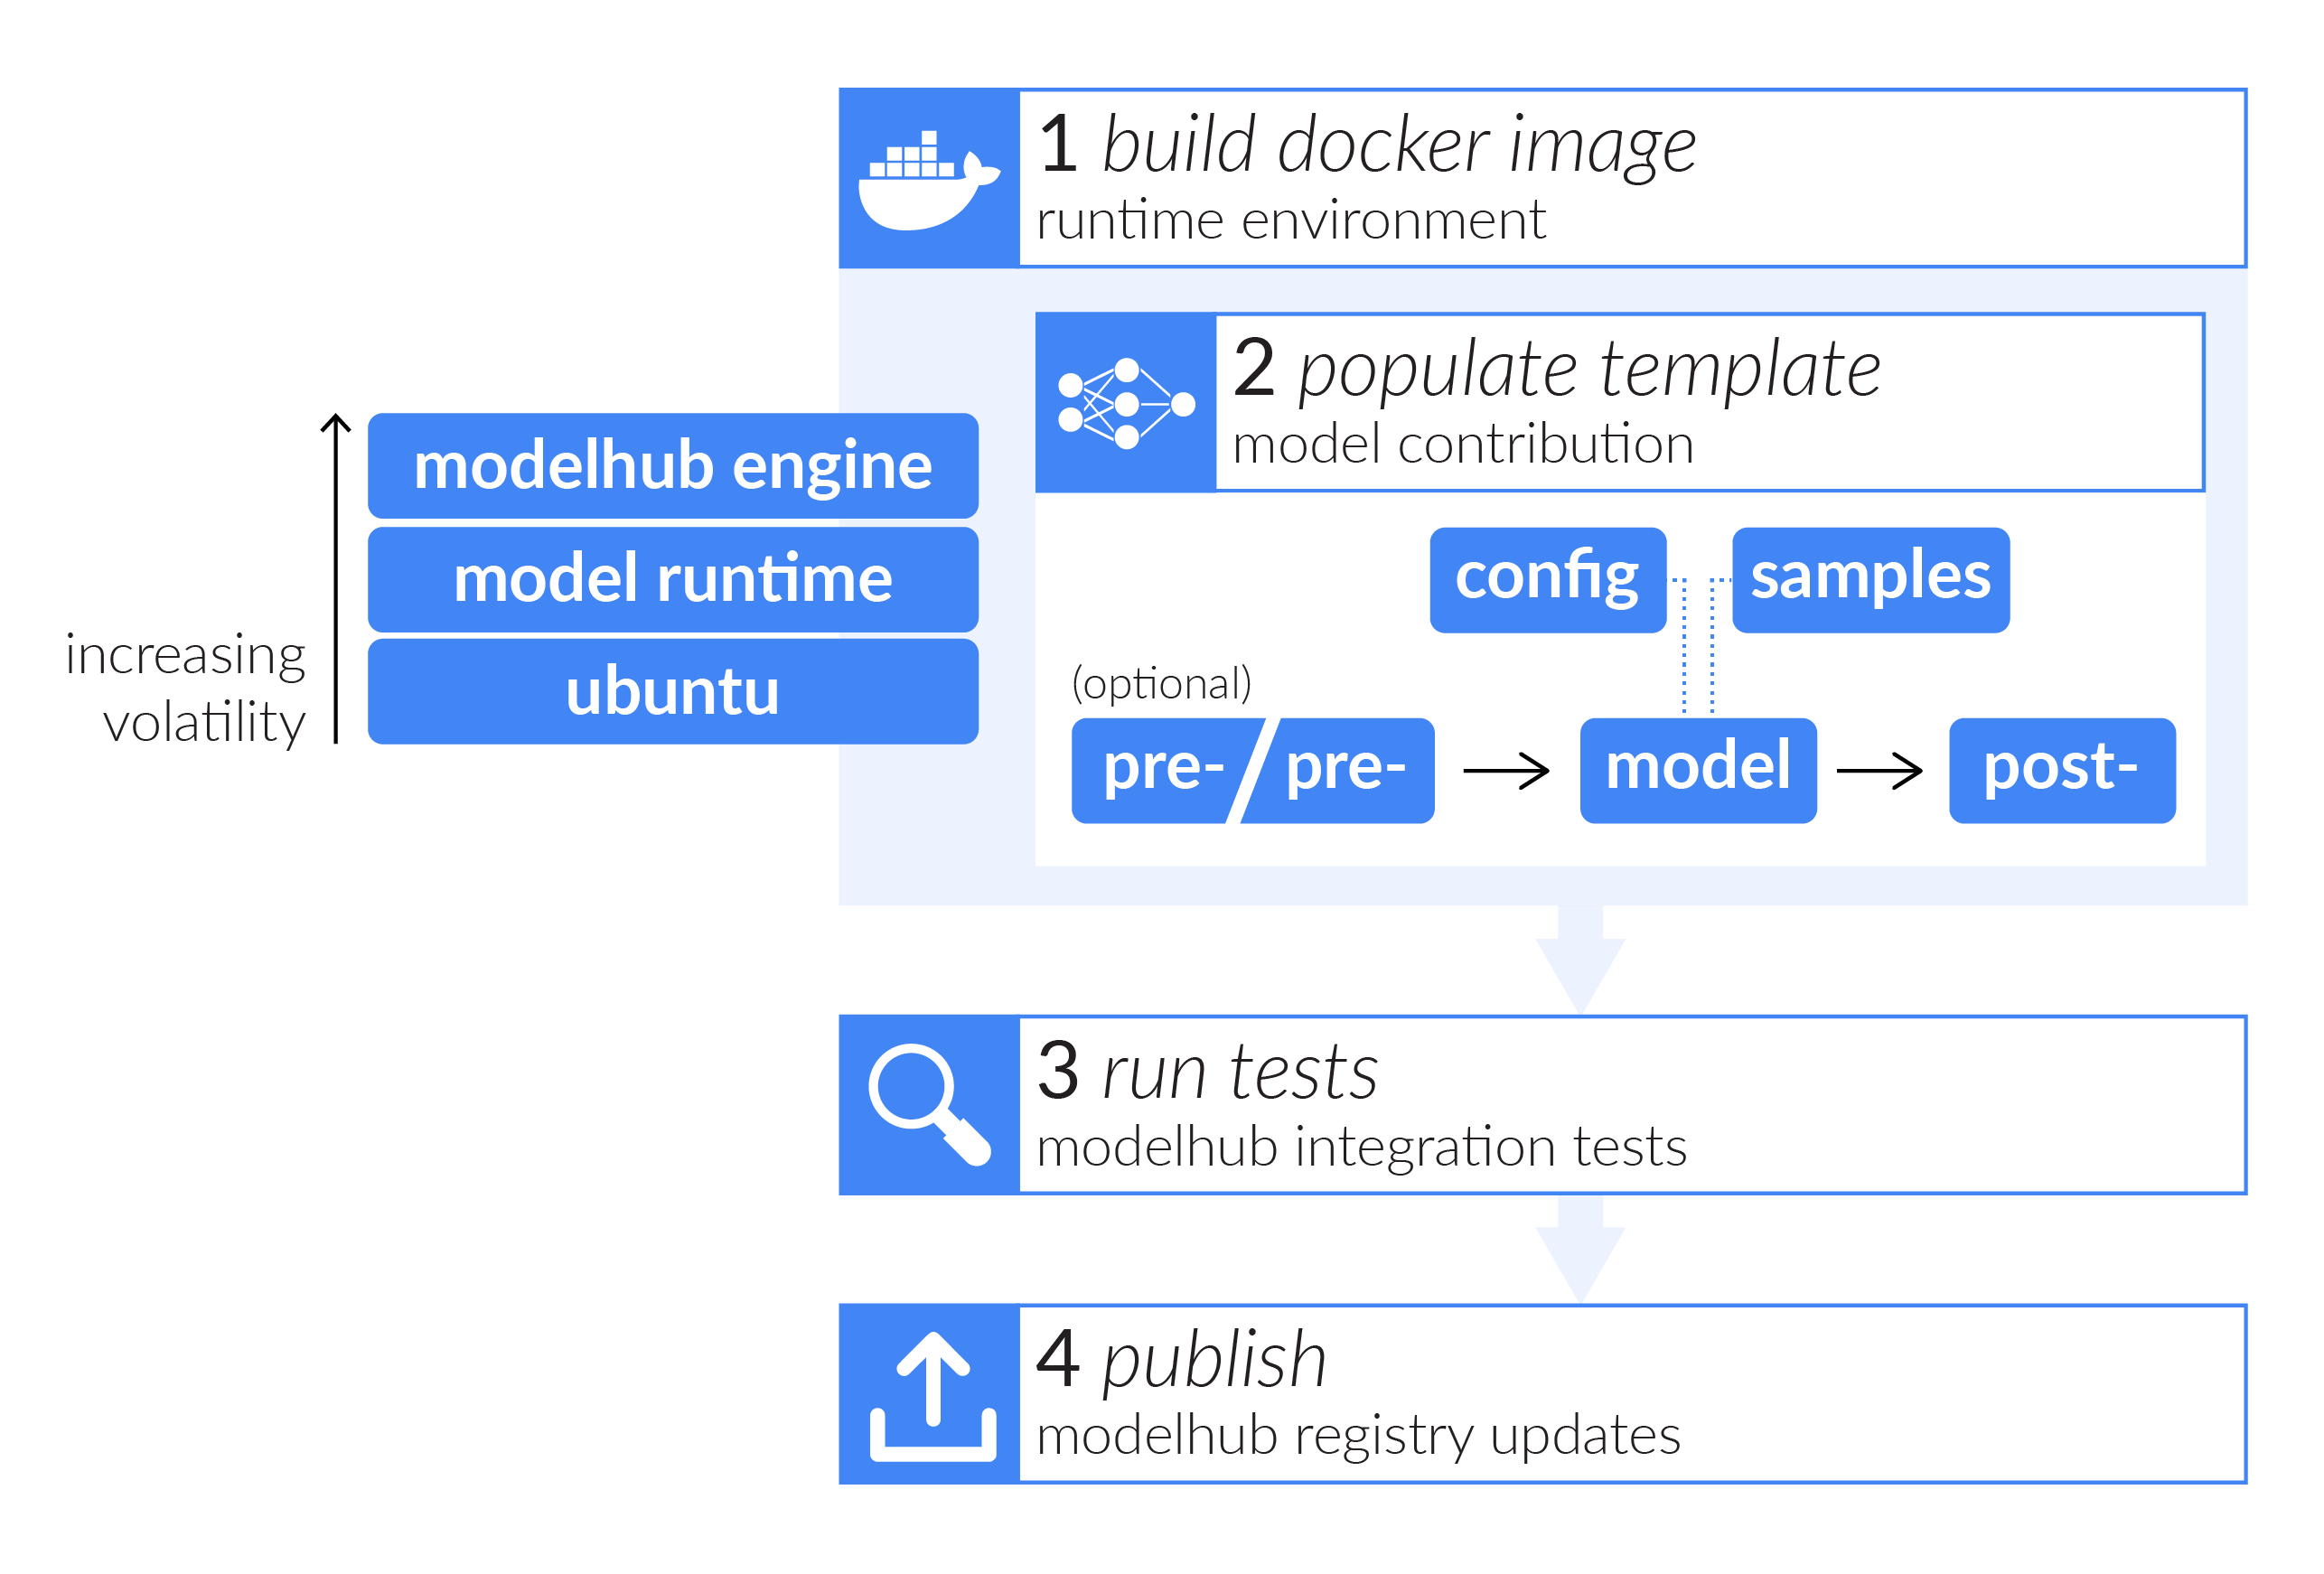 1 build docker image
runtime environment
2 populate template
model contribution
modelhub engine
model runtime
ubuntu
increasing
volatility
config
samples
(optional)
pre- / pre-
model
post-
3 run tests
modelhub integration tests
4 publish
modelhub registry updates